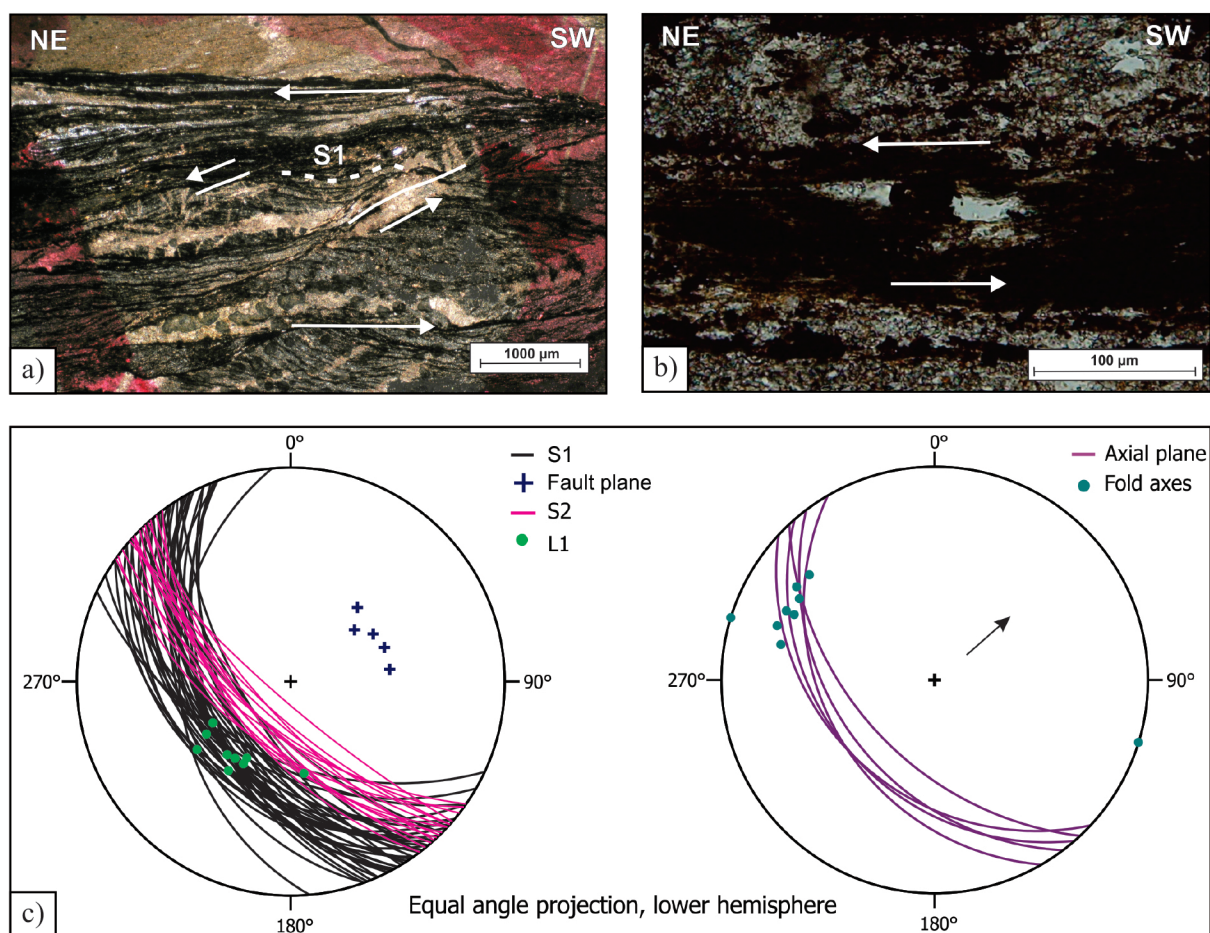 NE SW
S1
1000 µm
a)
NE SW
100 µm
b)
0°
S1
Fault plane
S2
L1
270° 90°
180°
0°
Axial plane
Fold axes
270° 90°
180°
Equal angle projection, lower hemisphere
c)